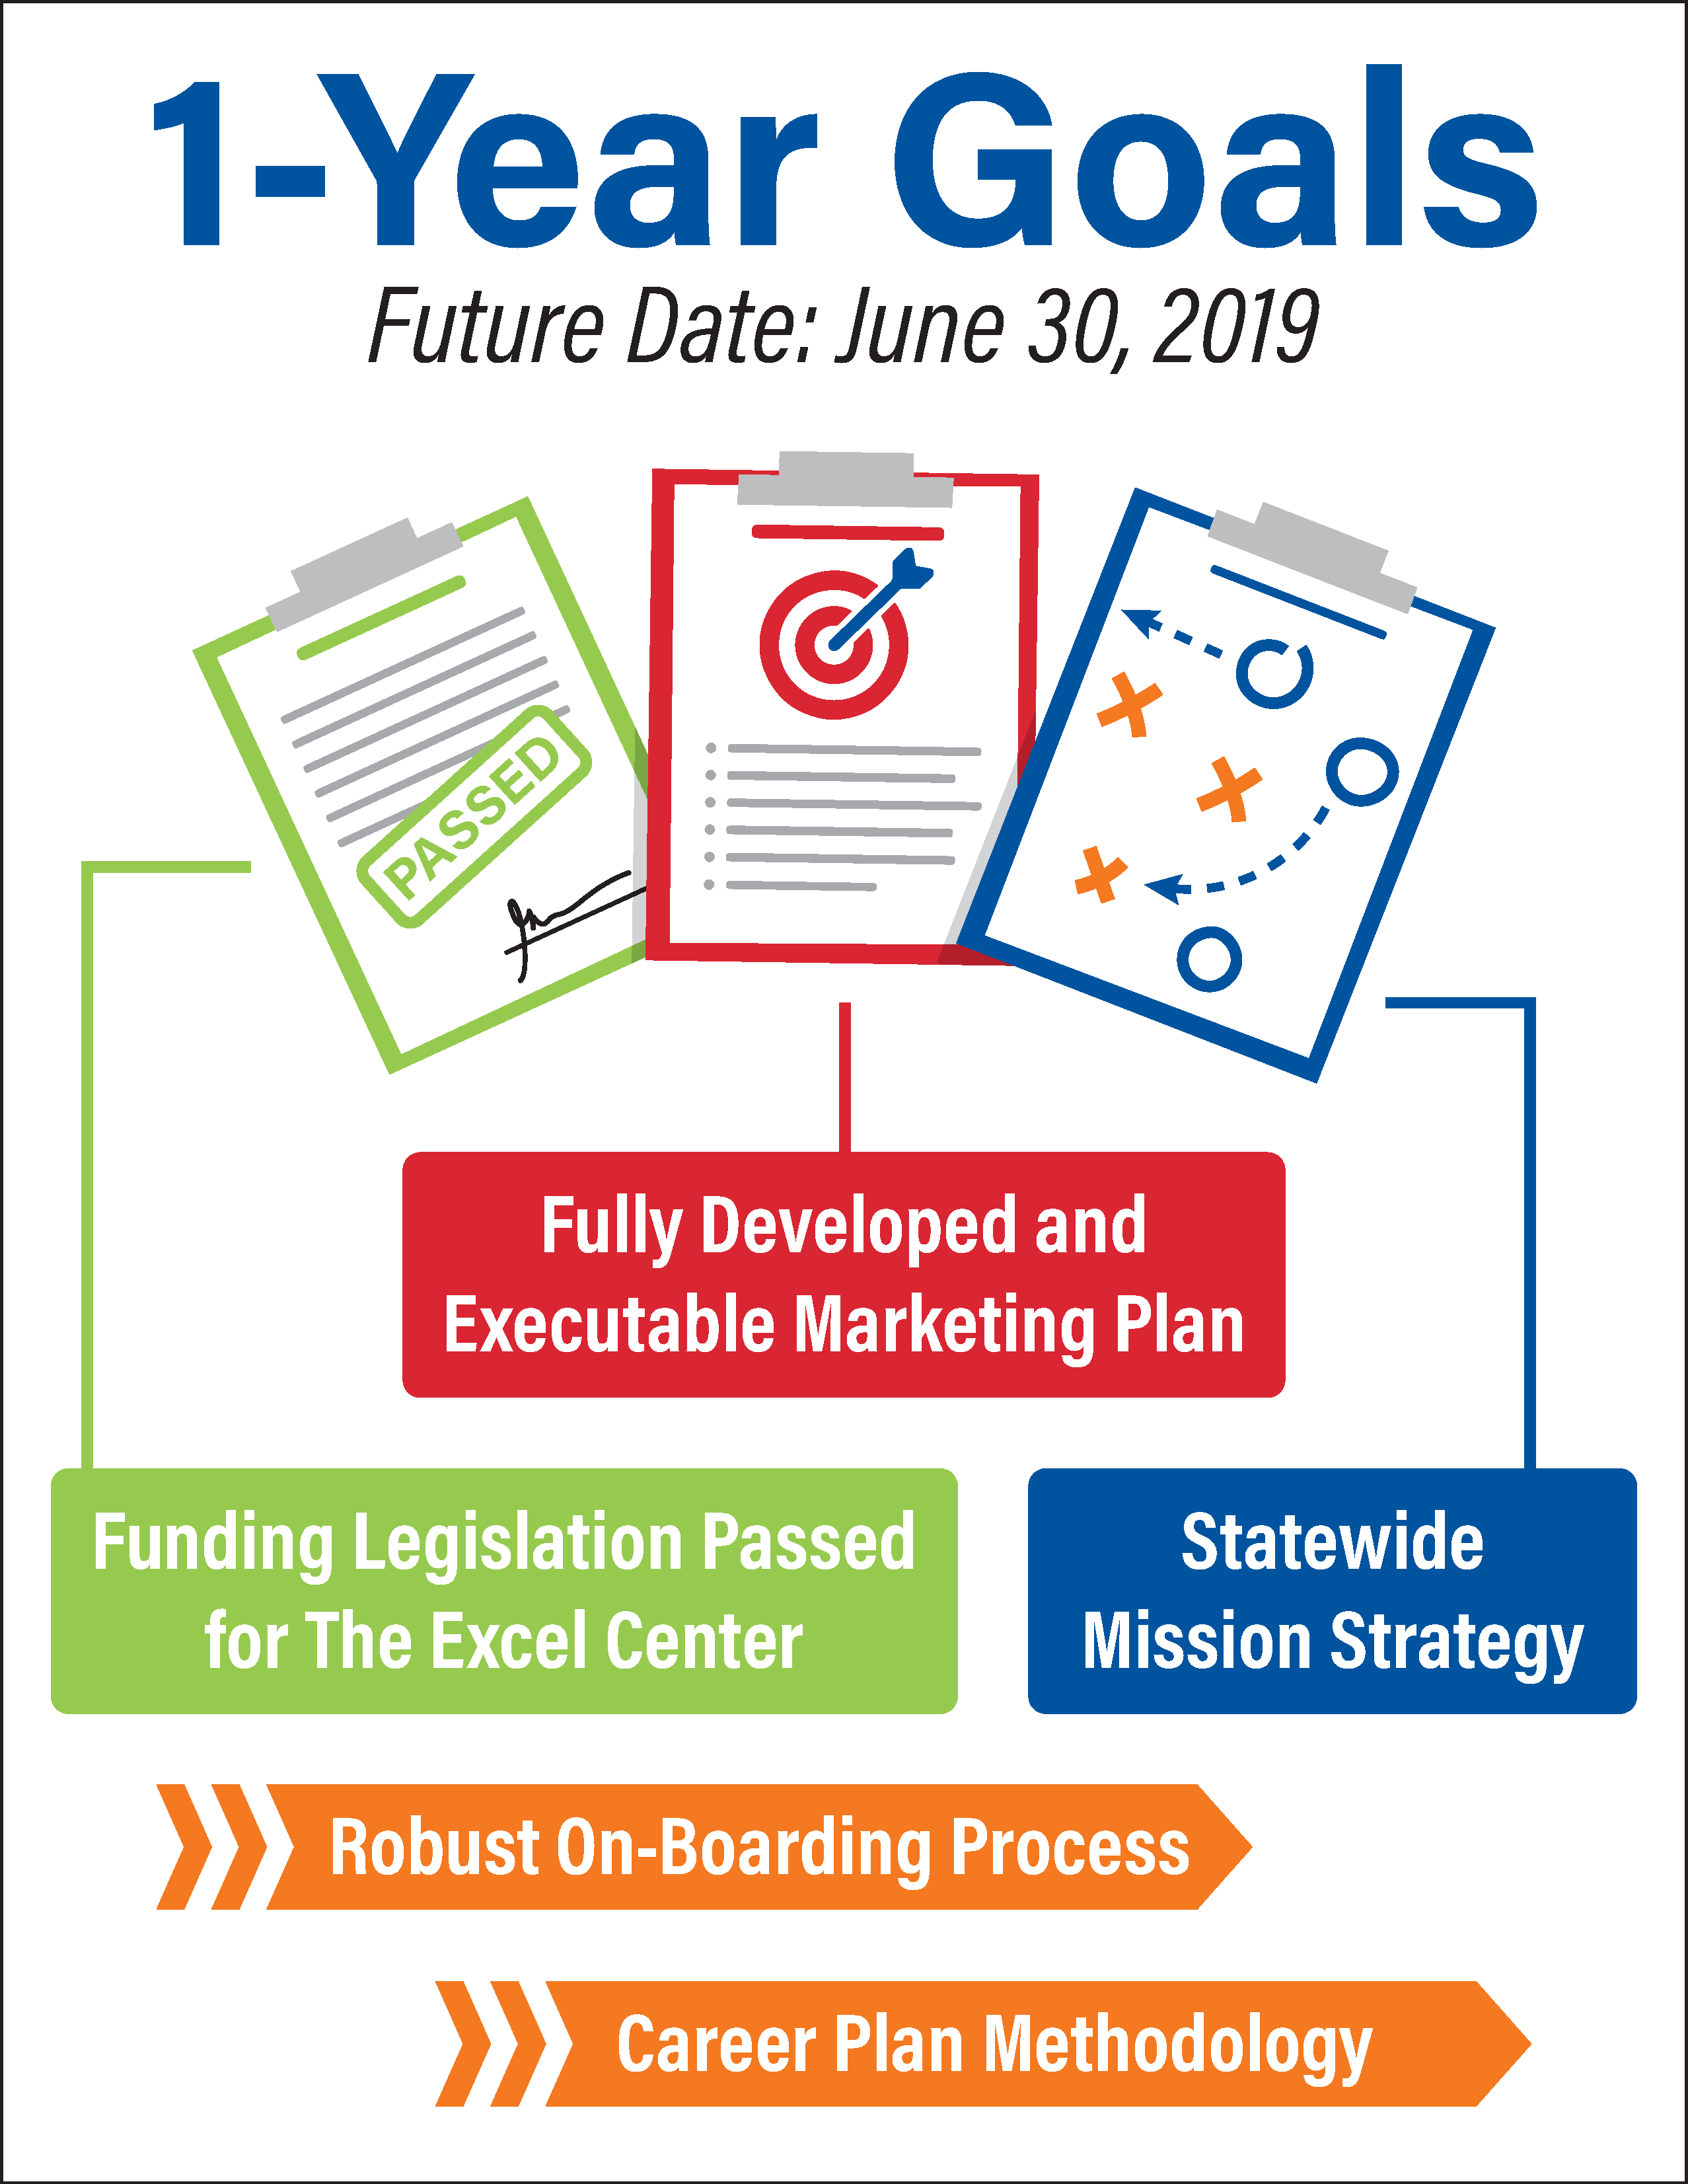 1-Year Goals
Future Date: June 30, 2019
PASSED
Fully Developed and
Executable Marketing Plan
Funding Legislation Passed
for The Excel Center
Statewide
Mission Strategy
Robust On-Boarding Process
Career Plan Methodology